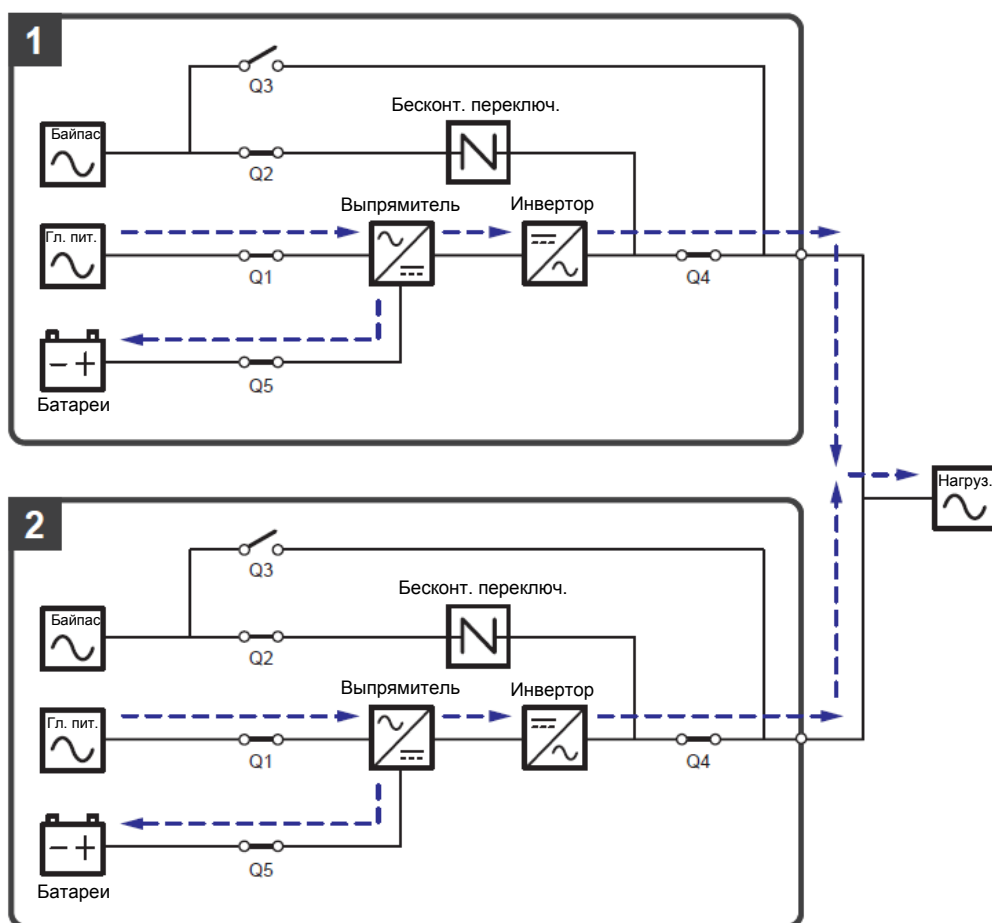 1
Q3
Бесконт. переключ.
Байпас
Q2
Выпрямитель
Инвертор
Гл. пит.
Q1
Q4
Q5
Батареи
Нагруз.
2
Q3
Бесконт. переключ.
Байпас
Q2
Выпрямитель
Инвертор
Гл. пит.
Q1
Q4
Q5
Батареи